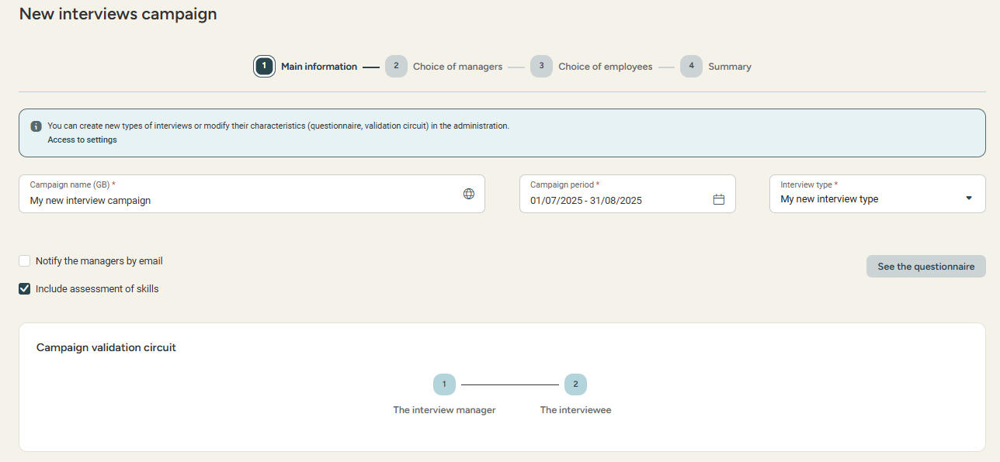 New interviews campaign
1 Main information 2 Choice of managers 3 Choice of employees 4 Summary
You can create new types of interviews or modify their characteristics (questionnaire, validation circuit) in the administration.
Access to settings
Campaign name (GB) * Campaign period * Interview type *
My new interview campaign 01/07/2025 - 31/08/2025 My new interview type
Notify the managers by email
See the questionnaire
Include assessment of skills
Campaign validation circuit
1 2
The interview manager The interviewee